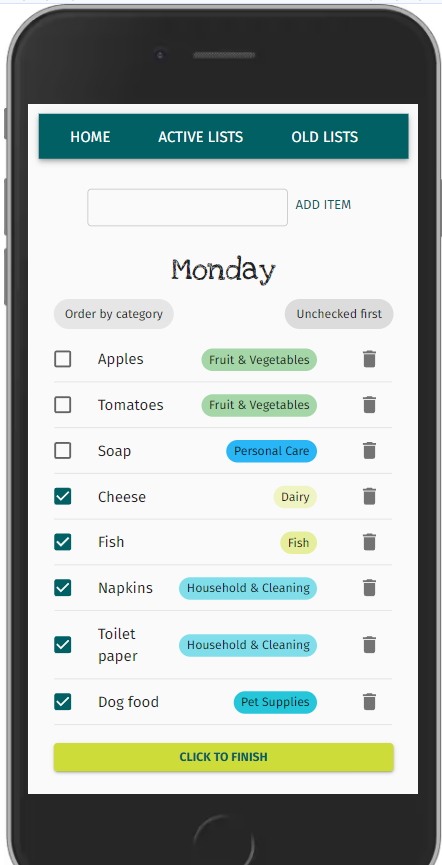 HOME ACTIVE LISTS OLD LISTS
ADD ITEM
Monday
Order by category Unchecked first
Apples Fruit & Vegetables
Tomatoes Fruit & Vegetables
Soap Personal Care
Cheese Dairy
Fish Fish
Napkins Household & Cleaning
Toilet
paper Household & Cleaning
Dog food Pet Supplies
CLICK TO FINISH